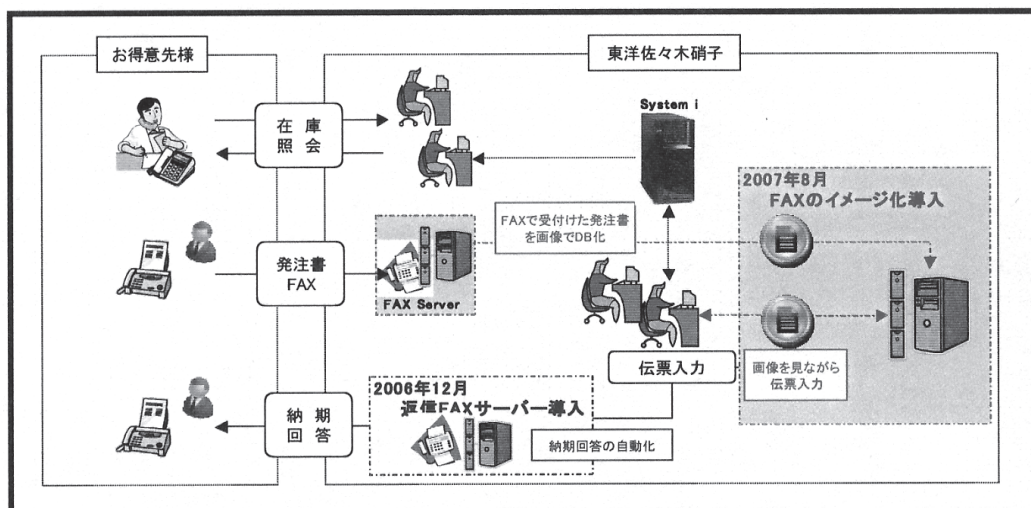 お得意先様
東洋佐々木硝子
在庫
照会
System i
2007年8月
FAXのイメージ化導入
FAXで受付けた発注書
を画像でDB化
発注書
FAX
FAX Server
伝票入力
画像を見ながら
伝票入力
2006年12月
返信FAXサーバー導入
納期
回答
納期回答の自動化